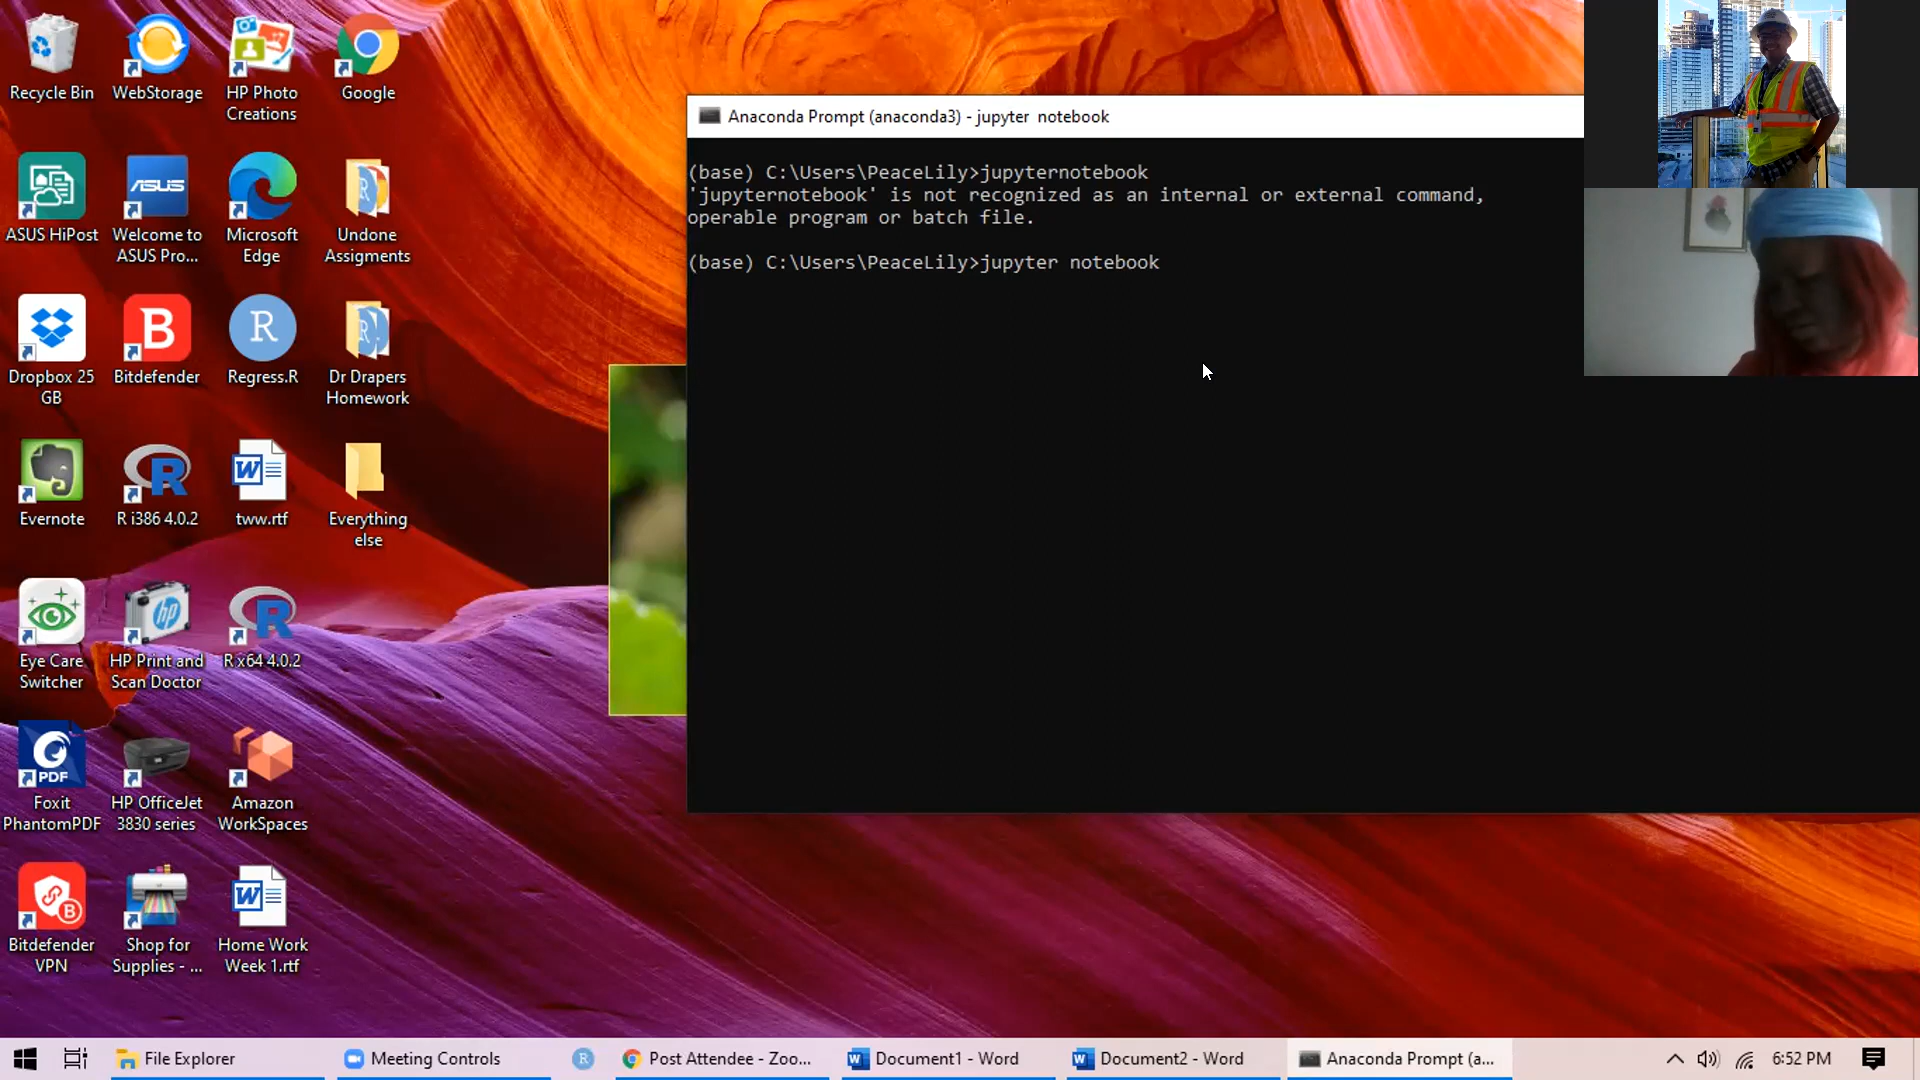 Recycle Bin
WebStorage
HP Photo
Creations
Google
ASUS HiPost
ASUS
Welcome to
ASUS Pro...
Microsoft
Edge
Undone
Assigments
Dropbox 25
GB
B
Bitdefender
R
Regress.R
Dr Drapers
Homework
Evernote
R
R i386 4.0.2
W
tww.rtf
Everything
else
Eye Care
Switcher
hp
HP Print and
Scan Doctor
R
R x64 4.0.2
PDF
Foxit
PhantomPDF
HP OfficeJet
3830 series
Amazon
WorkSpaces
B
Bitdefender
VPN
Shop for
Supplies - ...
W
Home Work
Week 1.rtf
Anaconda Prompt (anaconda3) - jupyter  notebook
(base) C:\Users\PeaceLily>jupyternotebook
'jupyternotebook' is not recognized as an internal or external command,
operable program or batch file.
(base) C:\Users\PeaceLily>jupyter notebook
File Explorer
Meeting Controls
R
Post Attendee - Zoo...
Document1 - Word
Document2 - Word
Anaconda Prompt (a...
6:52 PM